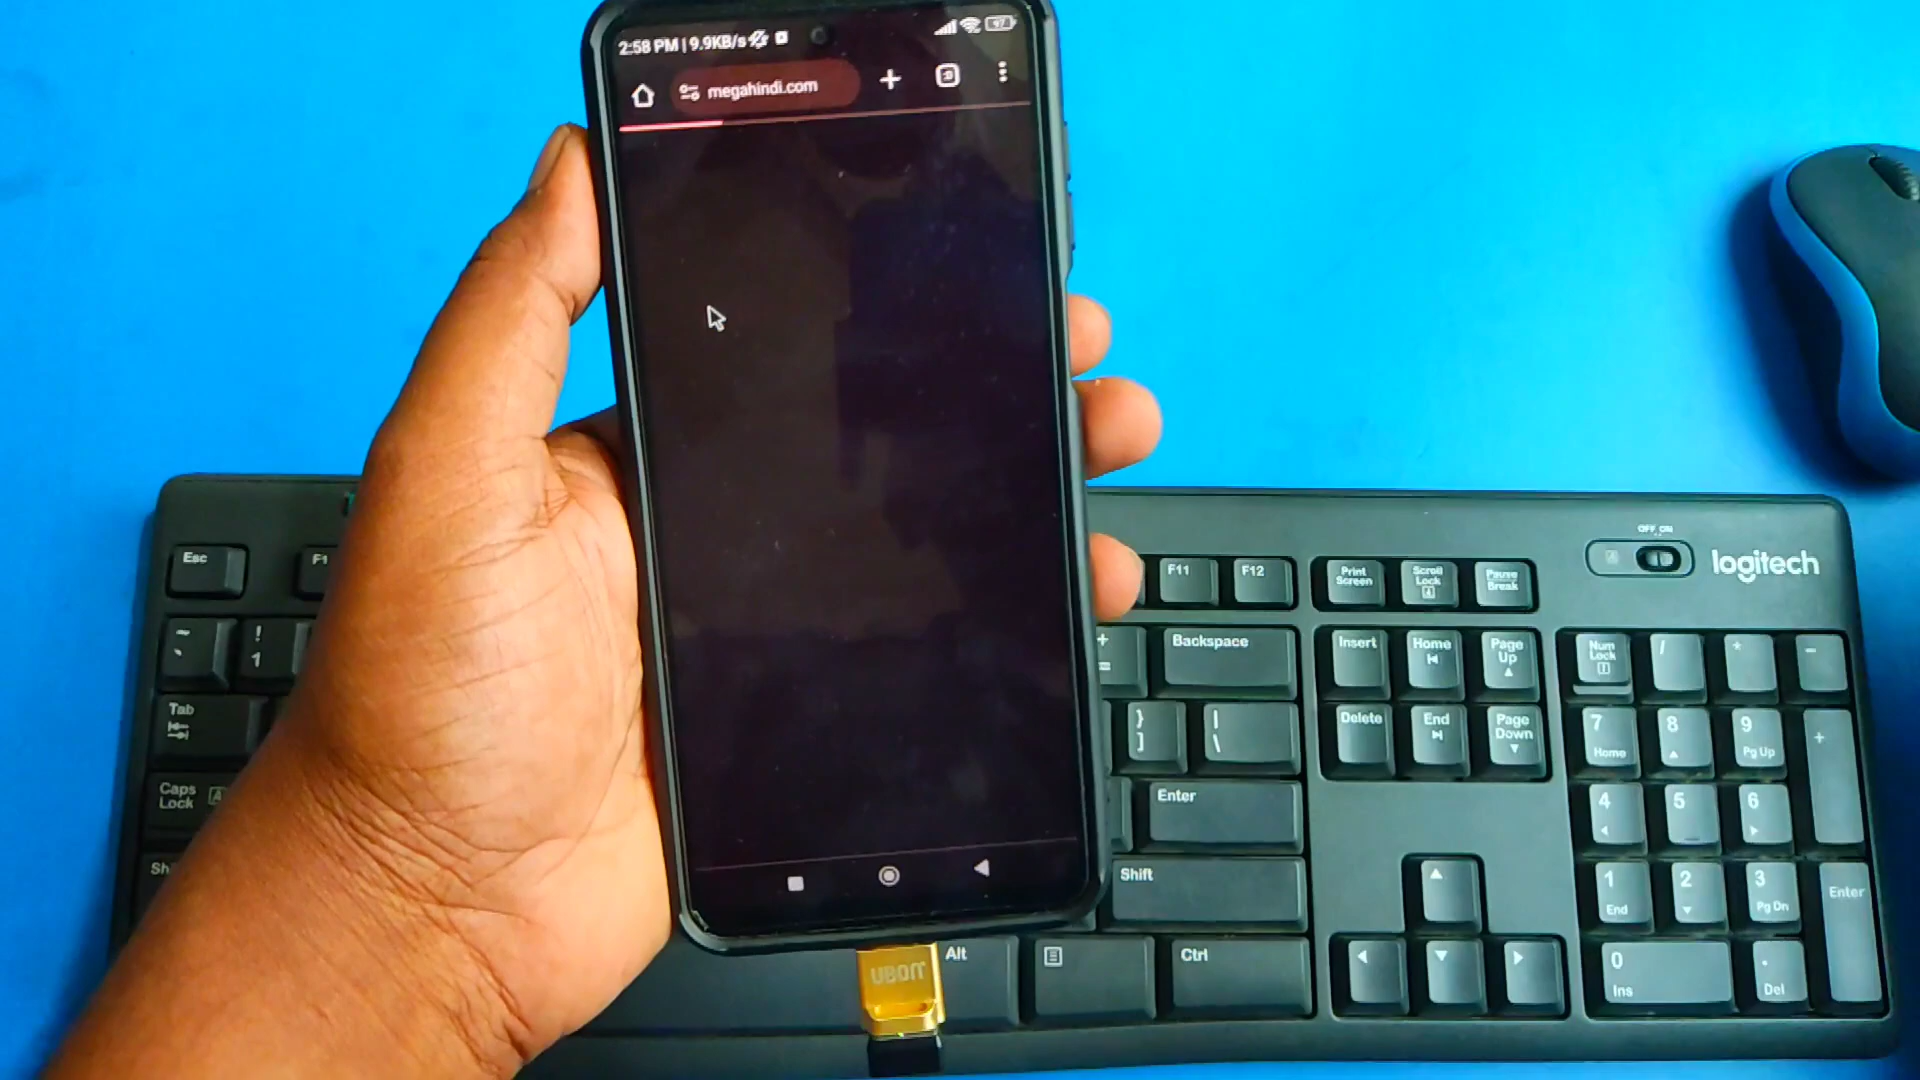 2:58 PM | 9.9KB/s
97
megahindi.com
OFF ON
logitech
Esc
F1
F11
F12
Print Screen
Scroll Lock
Pause Break
~
`
!
1
+
=
Backspace
Insert
Home
Page Up
Num Lock
/
*
-
Tab
}
]
|
\
Delete
End
Page Down
7
Home
8
9
Pg Up
+
Caps Lock
A
Enter
4
5
6
Shi
Shift
1
End
2
3
Pg Dn
Enter
UBON
Alt
Ctrl
0
Ins
.
Del